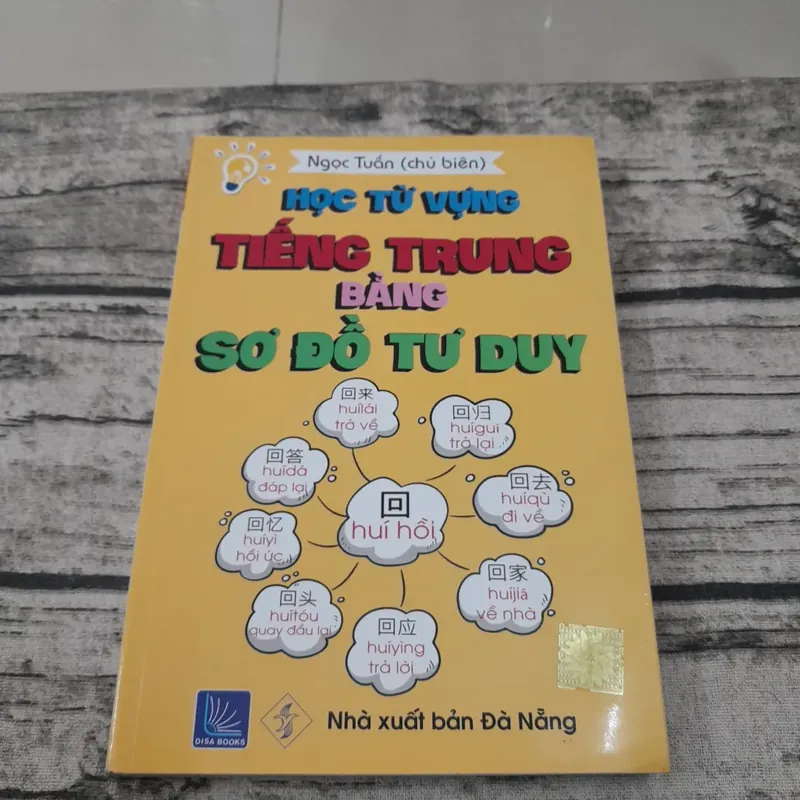 Ngọc Tuấn (chủ biên)
HỌC TỪ VỰNG
TIẾNG TRUNG
BẰNG
SƠ ĐỒ TƯ DUY
回来
huílái
trở về
回归
huíguī
trở lại
回答
huídá
đáp lại
回去
huíqù
đi về
回
huí hồi
回忆
huíyì
hồi ức
回家
huíjiā
về nhà
回头
huítóu
quay đầu lại
回应
huíyìng
trả lời
DISA BOOKS
Nhà xuất bản Đà Nẵng